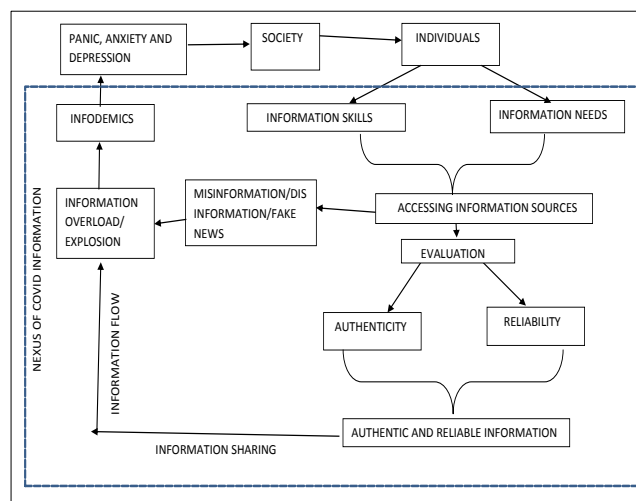 PANIC, ANXIETY AND
DEPRESSION
SOCIETY
INDIVIDUALS
INFODEMICS
INFORMATION SKILLS
INFORMATION NEEDS
INFORMATION
OVERLOAD/
EXPLOSION
MISINFORMATION/DIS
INFORMATION/FAKE
NEWS
ACCESSING INFORMATION SOURCES
EVALUATION
AUTHENTICITY
RELIABILITY
NEXUS OF COVID INFORMATION
INFORMATION FLOW
AUTHENTIC AND RELIABLE INFORMATION
INFORMATION SHARING